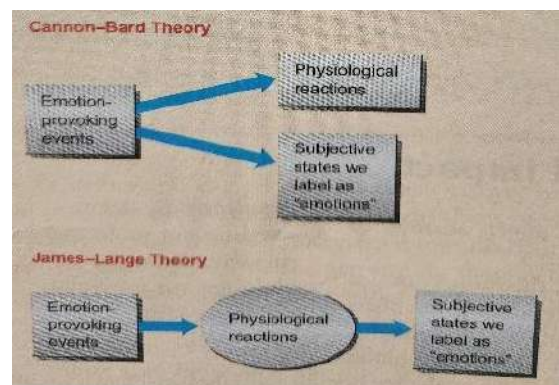 Cannon–Bard Theory
Emotion-
provoking
events
Physiological
reactions
Subjective
states we
label as
"emotions"
James–Lange Theory
Emotion-
provoking
events
Physiological
reactions
Subjective
states we
label as
"emotions"